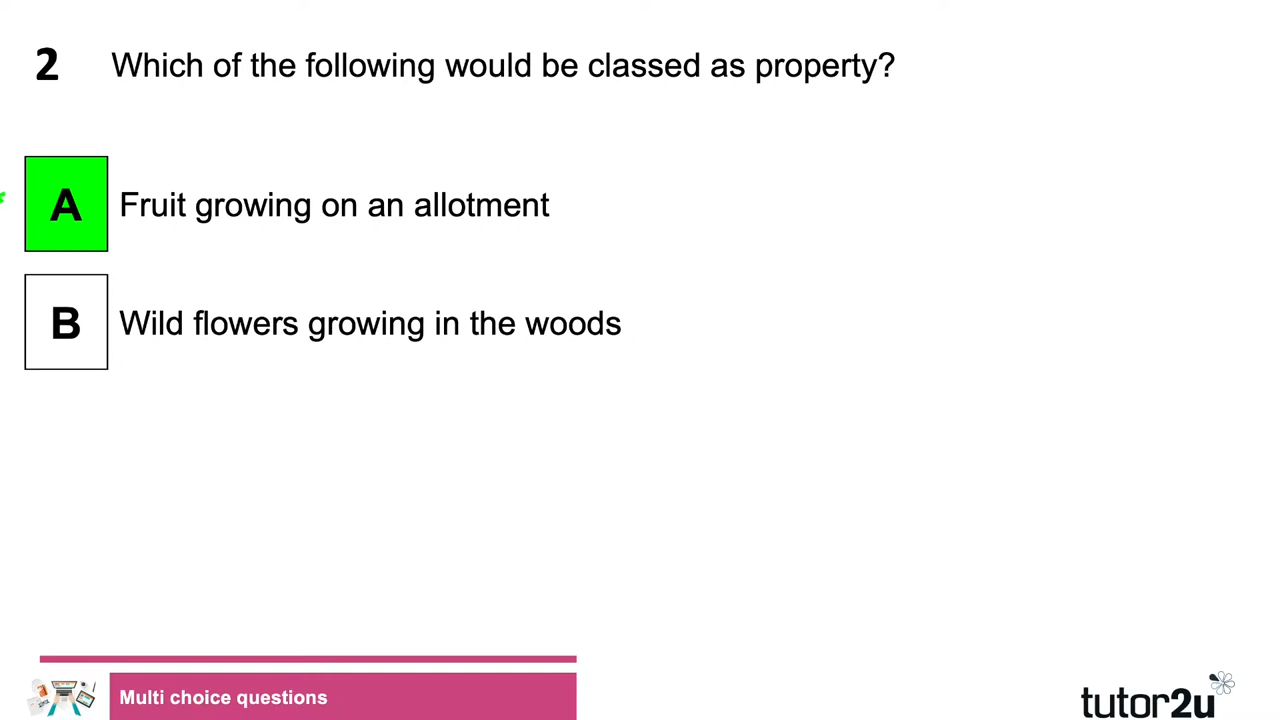 2 Which of the following would be classed as property?
A Fruit growing on an allotment
B Wild flowers growing in the woods
Multi choice questions
tutor2u